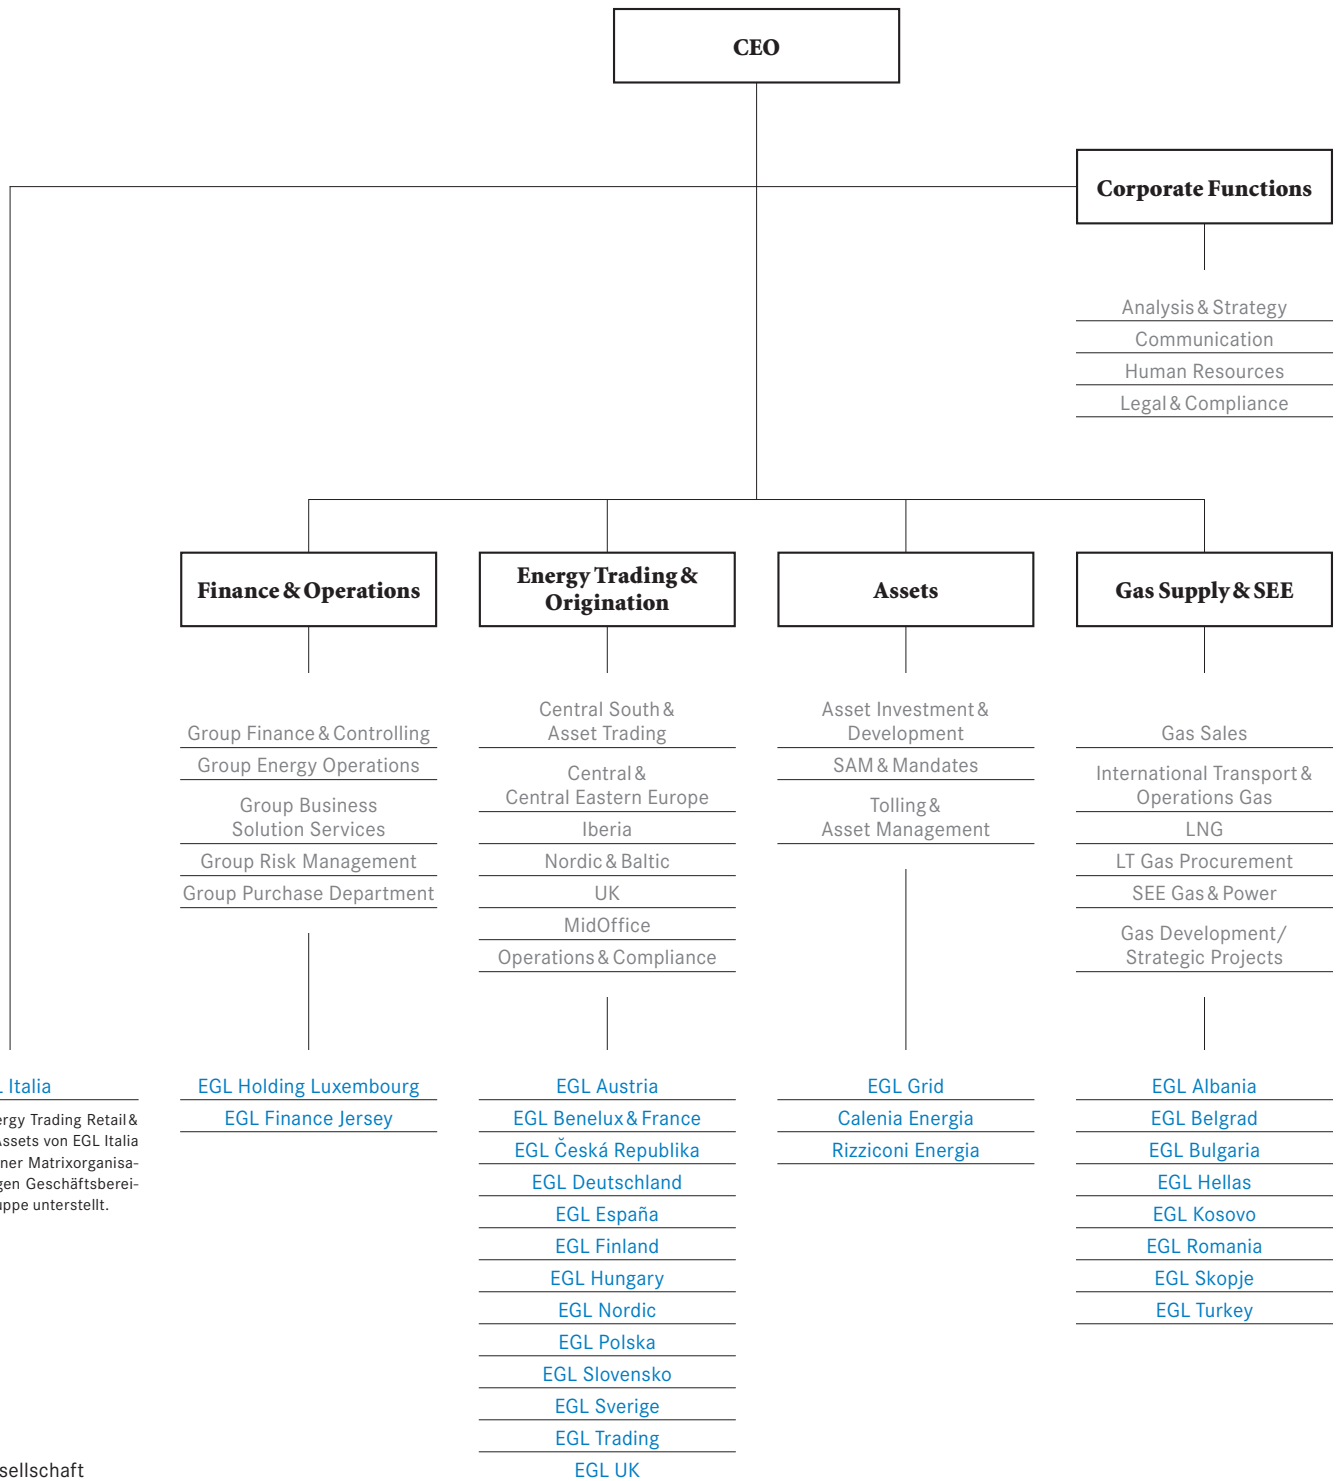 CEO
Corporate Functions
Analysis & Strategy
Communication
Human Resources
Legal & Compliance
Finance & Operations
Energy Trading &
Origination
Assets
Gas Supply & SEE
Group Finance & Controlling
Group Energy Operations
Group Business
Solution Services
Group Risk Management
Group Purchase Department
Central South &
Asset Trading
Central &
Central Eastern Europe
Iberia
Nordic & Baltic
UK
MidOffice
Operations & Compliance
Asset Investment &
Development
SAM & Mandates
Tolling &
Asset Management
Gas Sales
International Transport &
Operations Gas
LNG
LT Gas Procurement
SEE Gas & Power
Gas Development/
Strategic Projects
Italia
Trading Retail &
Assets von EGL Italia
Matrixorganisa-
Geschäftsberei-
unterstellt.
EGL Holding Luxembourg
EGL Finance Jersey
EGL Austria
EGL Benelux & France
EGL Česká Republika
EGL Deutschland
EGL España
EGL Finland
EGL Hungary
EGL Nordic
EGL Polska
EGL Slovensko
EGL Sverige
EGL Trading
EGL UK
EGL Grid
Calenia Energia
Rizziconi Energia
EGL Albania
EGL Belgrad
EGL Bulgaria
EGL Hellas
EGL Kosovo
EGL Romania
EGL Skopje
EGL Turkey